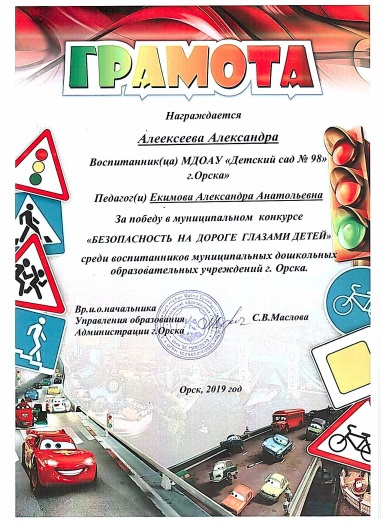 ГРАМОТА
Награждается
Алеексеева Александра
Воспитанник(ца) МДОАУ «Детский сад № 98»
г.Орска»
Педагог(и) Екимова Александра Анатольевна
За победу в муниципальном конкурсе
«БЕЗОПАСНОСТЬ НА ДОРОГЕ ГЛАЗАМИ ДЕТЕЙ»
среди воспитанников муниципальных дошкольных
образовательных учреждений г. Орска.
Вр.и.о.начальника
Управления образования
Администрации г.Орска
С.В.Маслова
Орск, 2019 год